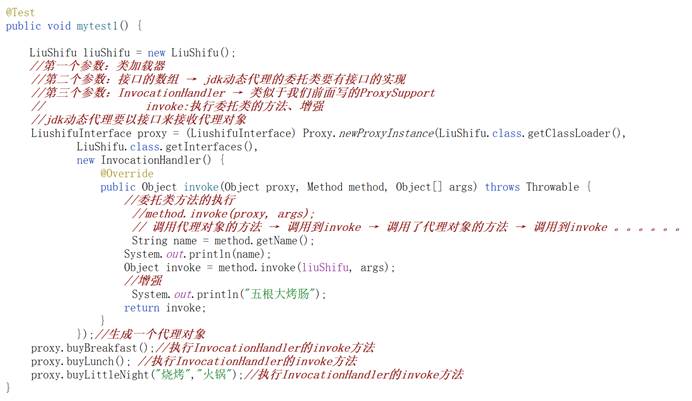 @Test
public void mytest1() {
LiuShifu liuShifu = new LiuShifu();
//第一个参数：类加载器
//第二个参数：接口的数组 → jdk动态代理的委托类要有接口的实现
//第三个参数：InvocationHandler → 类似于我们前面写的ProxySupport
// invoke:执行委托类的方法、增强
//jdk动态代理要以接口来接收代理对象
LiushifuInterface proxy = (LiushifuInterface) Proxy.newProxyInstance(LiuShifu.class.getClassLoader(),
LiuShifu.class.getInterfaces(),
new InvocationHandler() {
@Override
public Object invoke(Object proxy, Method method, Object[] args) throws Throwable {
//委托类方法的执行
//method.invoke(proxy, args);
// 调用代理对象的方法 → 调用到invoke → 调用了代理对象的方法 → 调用到invoke 。。。。。。
String name = method.getName();
System.out.println(name);
Object invoke = method.invoke(liuShifu, args);
//增强
System.out.println("五根大烤肠");
return invoke;
}
});//生成一个代理对象
proxy.buyBreakfast();//执行InvocationHandler的invoke方法
proxy.buyLunch(); //执行InvocationHandler的invoke方法
proxy.buyLittleNight("烧烤","火锅");//执行InvocationHandler的invoke方法
}